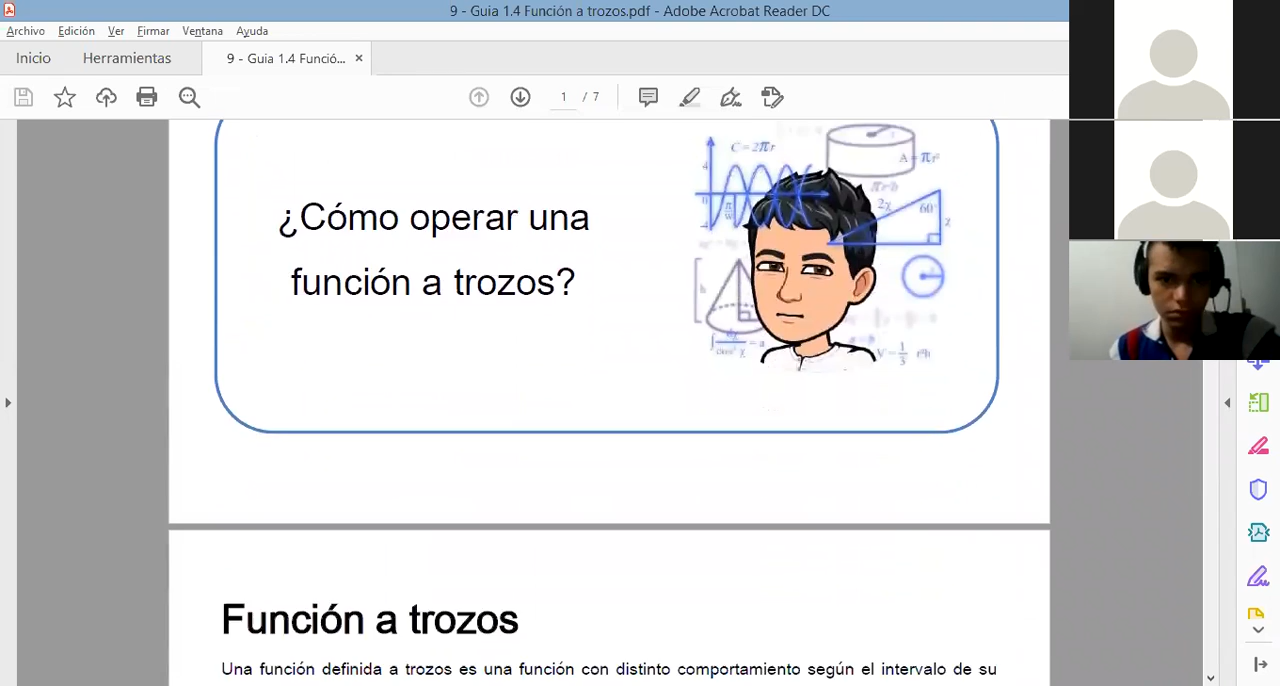 9 - Guia 1.4 Función a trozos.pdf - Adobe Acrobat Reader DC
Archivo Edición Ver Firmar Ventana Ayuda
Inicio Herramientas 9 - Guia 1.4 Funció... ×
1 / 7
¿Cómo operar una
función a trozos?
C = 2πr
A = πr²
2χ
60°
Función a trozos
Una función definida a trozos es una función con distinto comportamiento según el intervalo de su